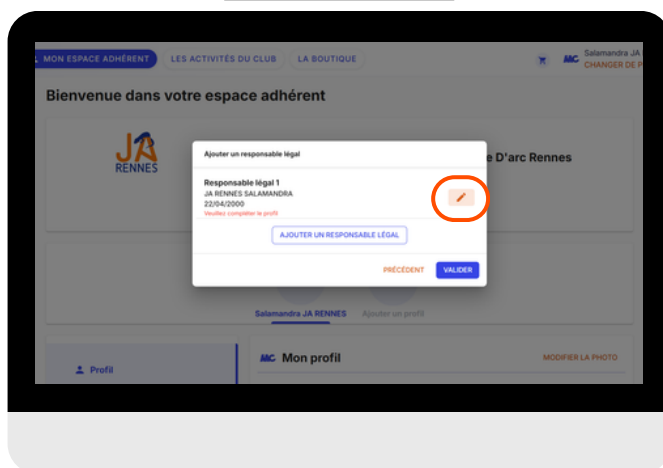 MON ESPACE ADHÉRENT
LES ACTIVITÉS DU CLUB
LA BOUTIQUE
MC
Salamandra JA
CHANGER DE P
Bienvenue dans votre espace adhérent
JA
RENNES
e D'arc Rennes
Ajouter un responsable légal
Responsable légal 1
JA RENNES SALAMANDRA
22/04/2000
Veuillez compléter le profil
AJOUTER UN RESPONSABLE LÉGAL
PRÉCÉDENT
VALIDER
Salamandra JA RENNES
Ajouter un profil
Profil
MC Mon profil
MODIFIER LA PHOTO